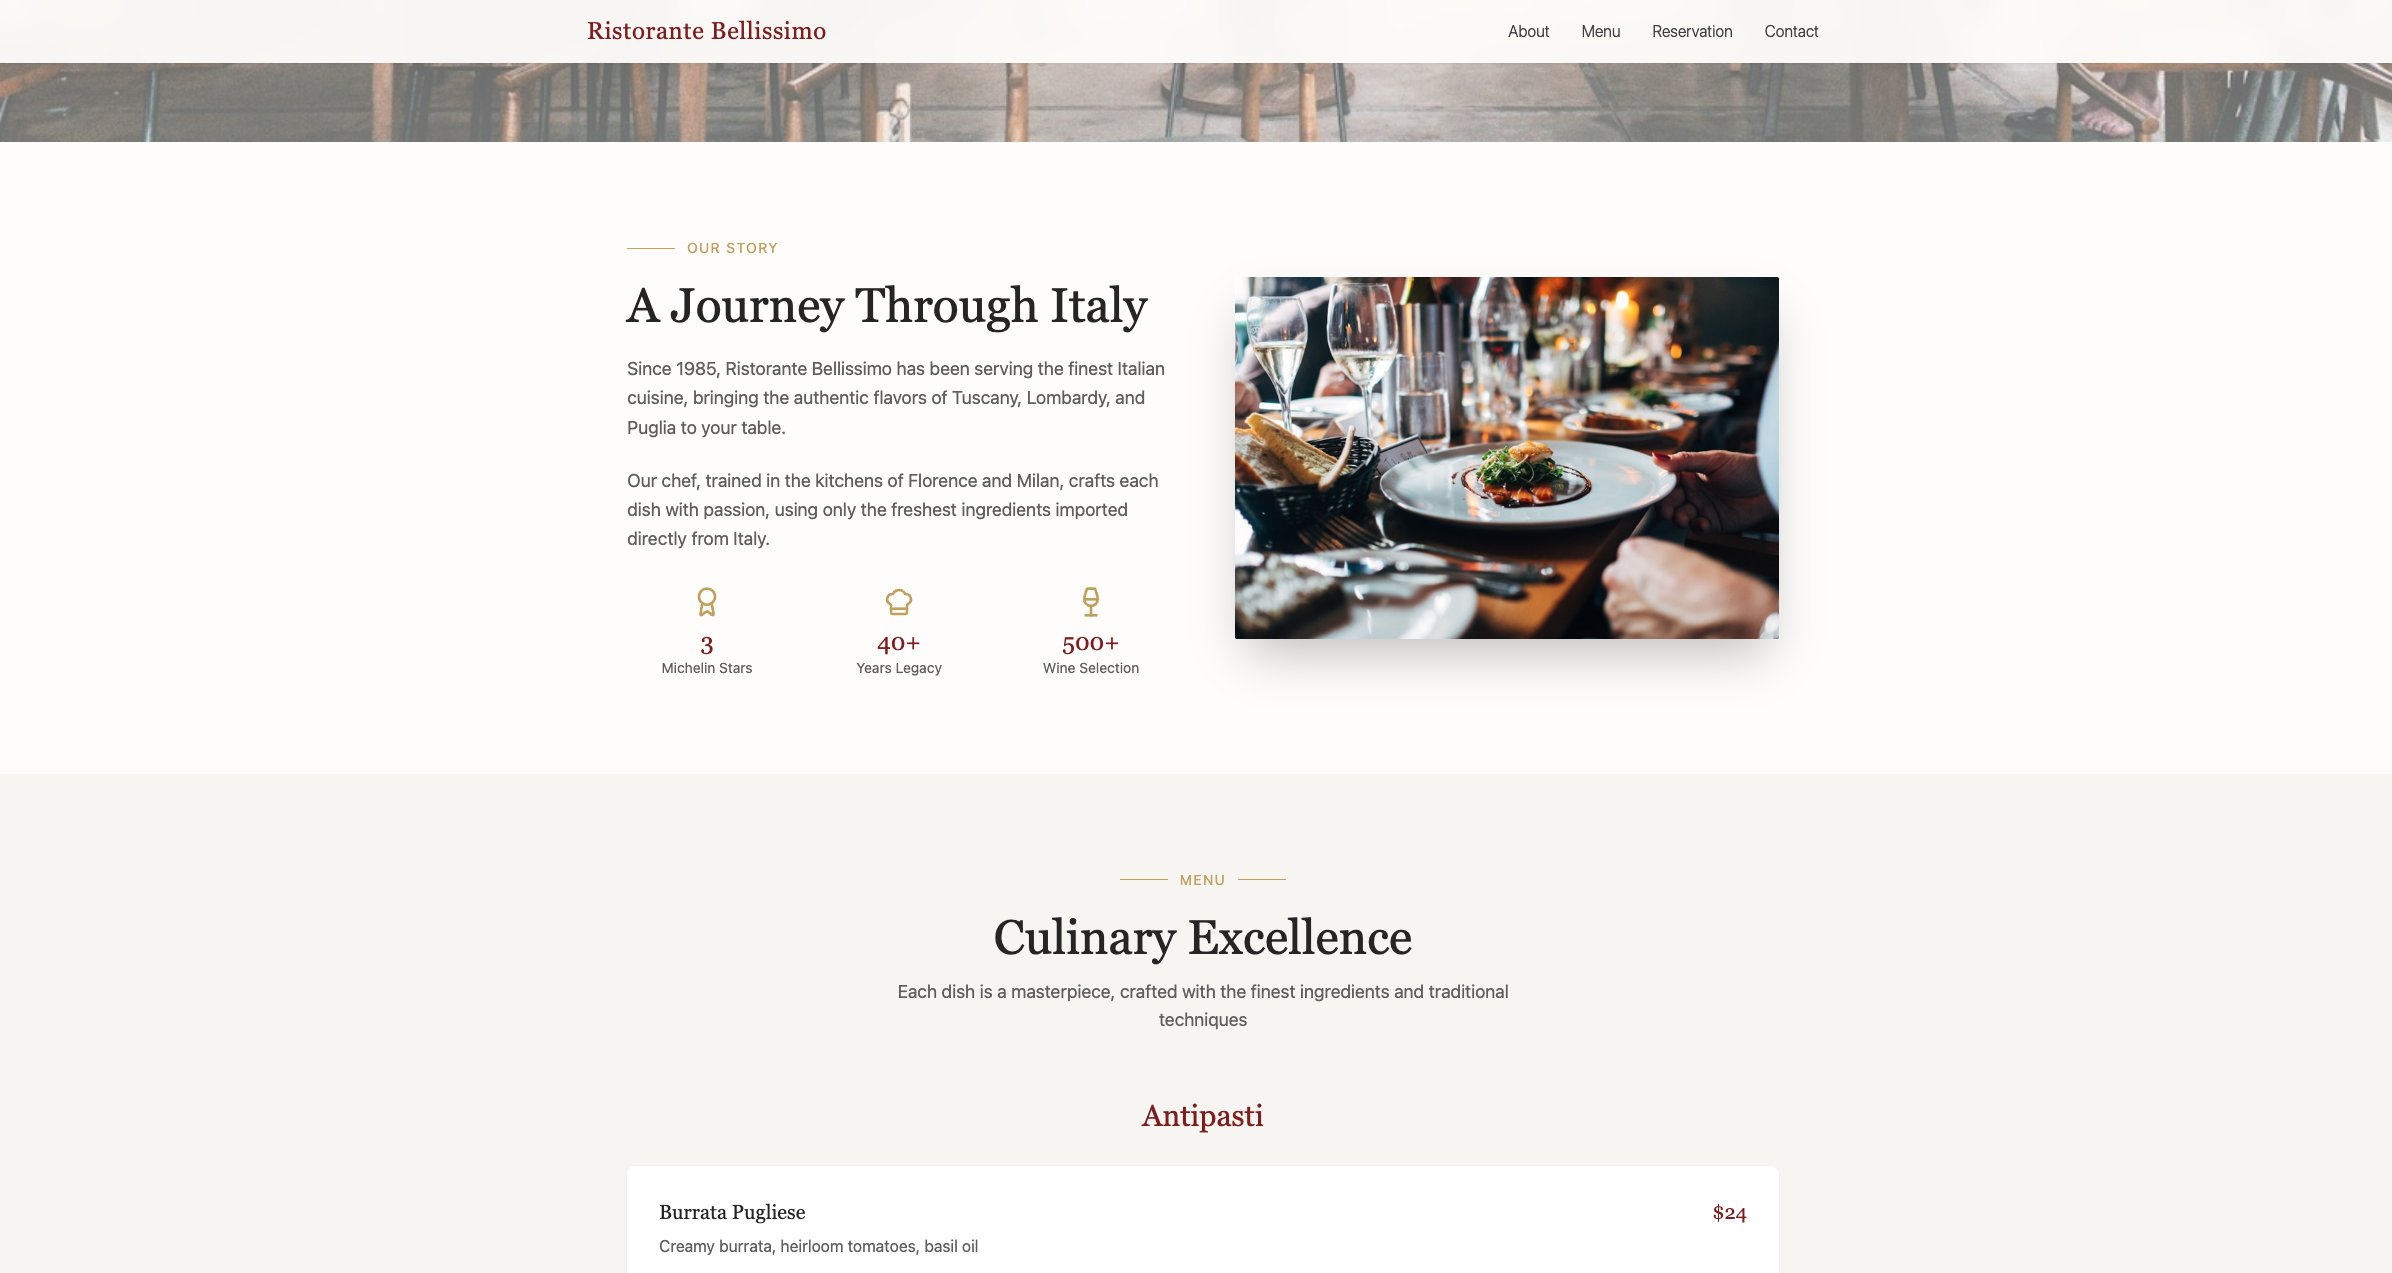 Ristorante Bellissimo
About Menu Reservation Contact
OUR STORY
A Journey Through Italy
Since 1985, Ristorante Bellissimo has been serving the finest Italian
cuisine, bringing the authentic flavors of Tuscany, Lombardy, and
Puglia to your table.
Our chef, trained in the kitchens of Florence and Milan, crafts each
dish with passion, using only the freshest ingredients imported
directly from Italy.
3
Michelin Stars
40+
Years Legacy
500+
Wine Selection
MENU
Culinary Excellence
Each dish is a masterpiece, crafted with the finest ingredients and traditional
techniques
Antipasti
Burrata Pugliese
$24
Creamy burrata, heirloom tomatoes, basil oil